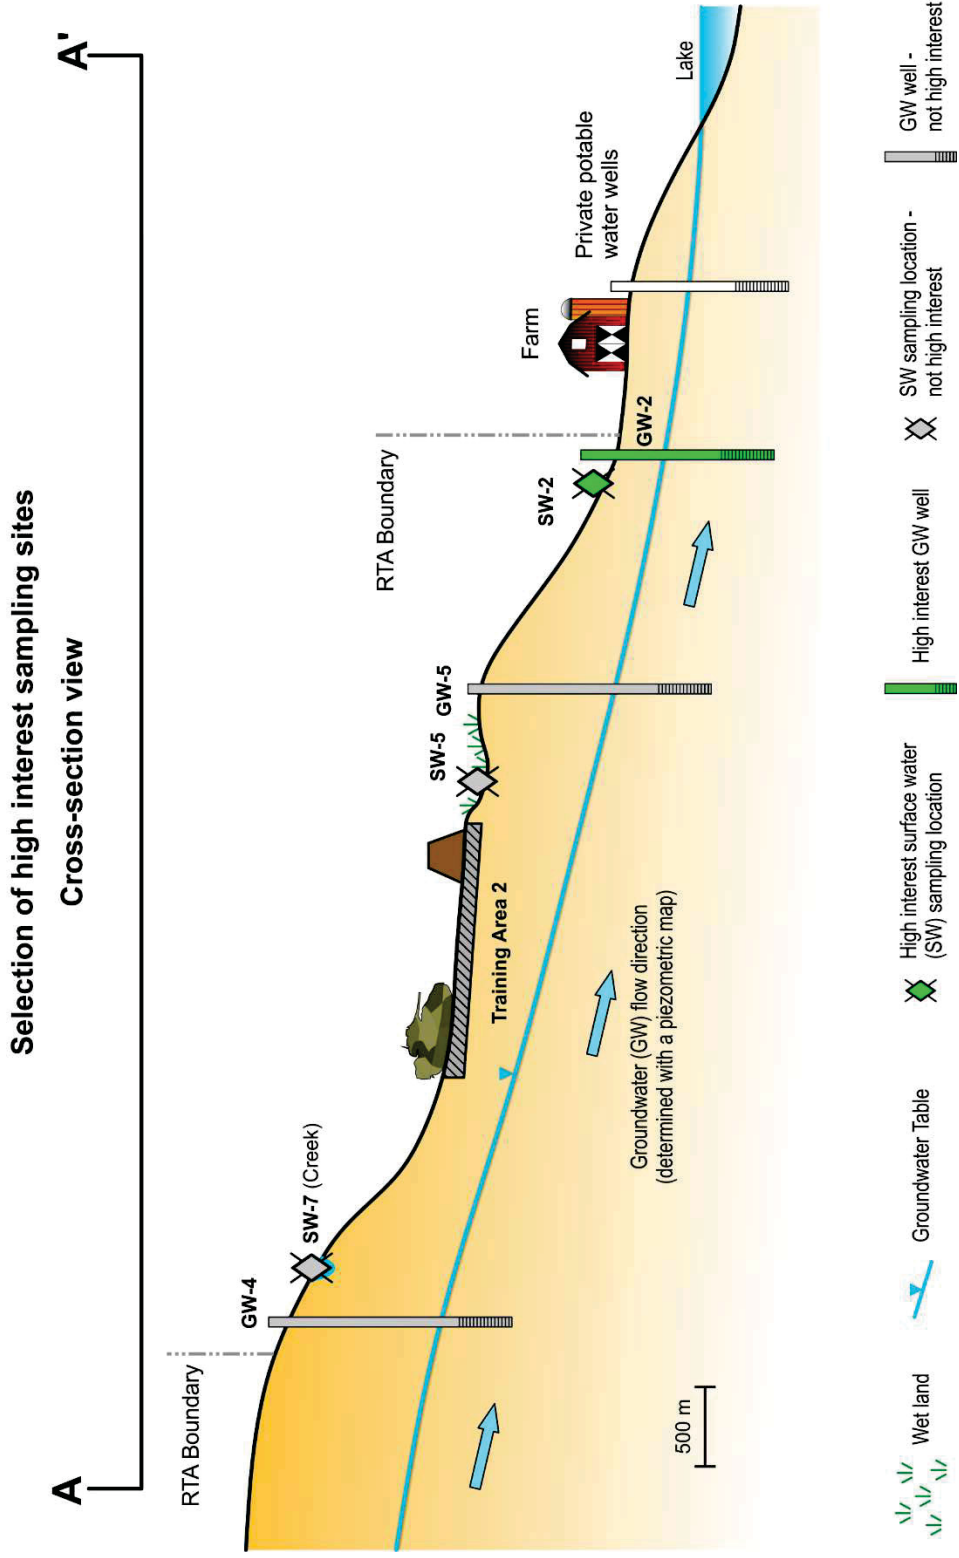 Selection of high interest sampling sites
Cross-section view
A
A'
RTA Boundary
GW-4
SW-7 (Creek)
Training Area 2
SW-5
GW-5
RTA Boundary
SW-2
GW-2
Farm
Private potable
water wells
Lake
Groundwater (GW) flow direction
(determined with a piezometric map)
500 m
Wet land
Groundwater Table
High interest surface water
(SW) sampling location
High interest GW well
SW sampling location -
not high interest
GW well -
not high interest